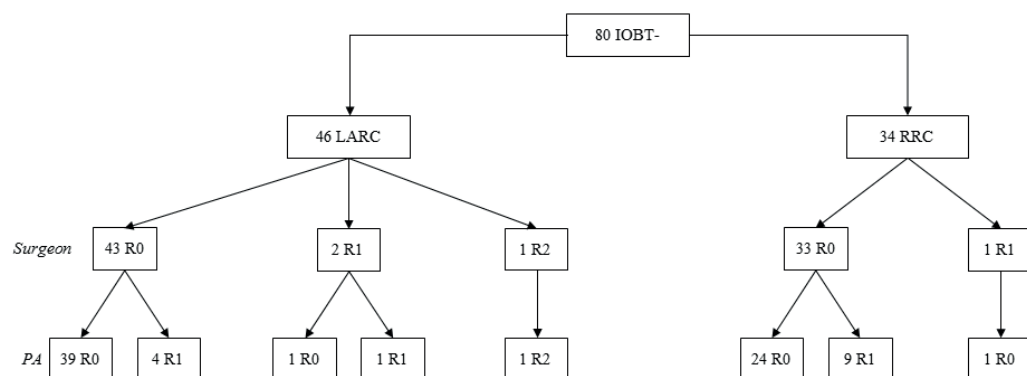 80 IOBT-
46 LARC
34 RRC
Surgeon
43 R0
2 R1
1 R2
33 R0
1 R1
PA
39 R0
4 R1
1 R0
1 R1
1 R2
24 R0
9 R1
1 R0